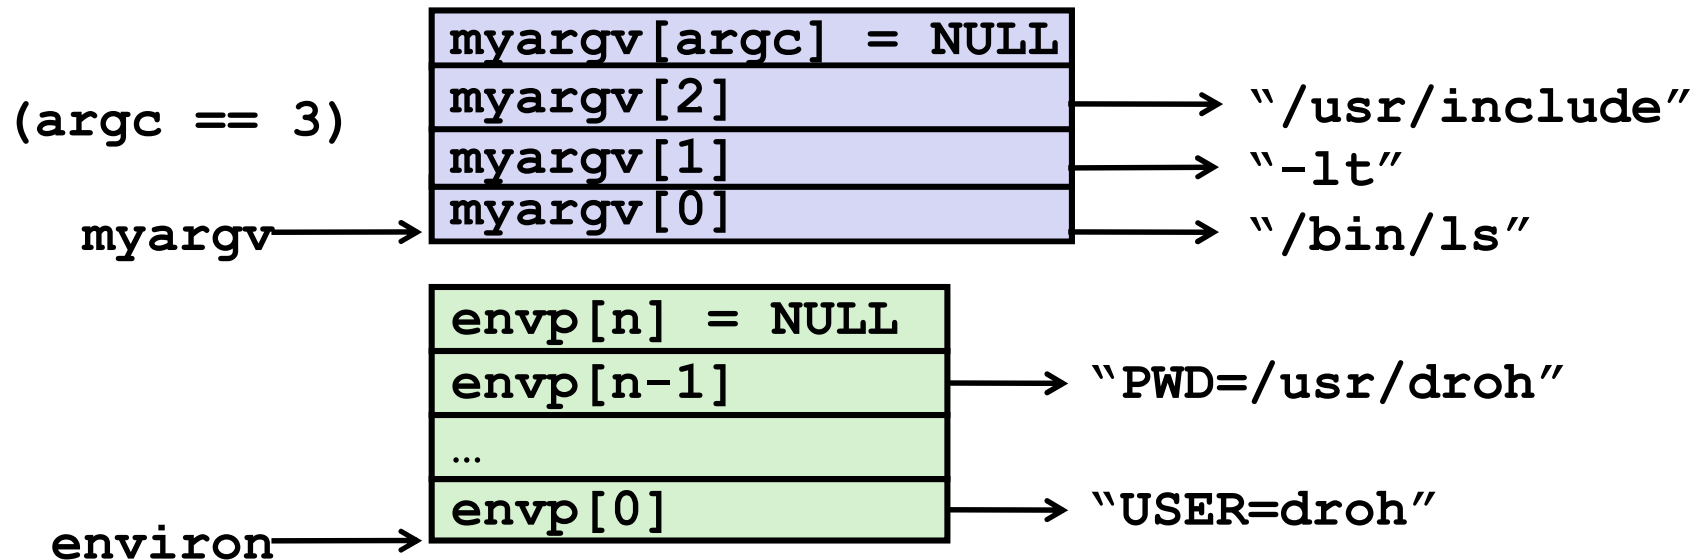 myargv[argc] = NULL
myargv[2] “/usr/include”
(argc == 3)
myargv[1] “-lt”
myargv[0]
myargv “/bin/ls”
envp[n] = NULL
envp[n-1] “PWD=/usr/droh”
…
envp[0] “USER=droh”
environ